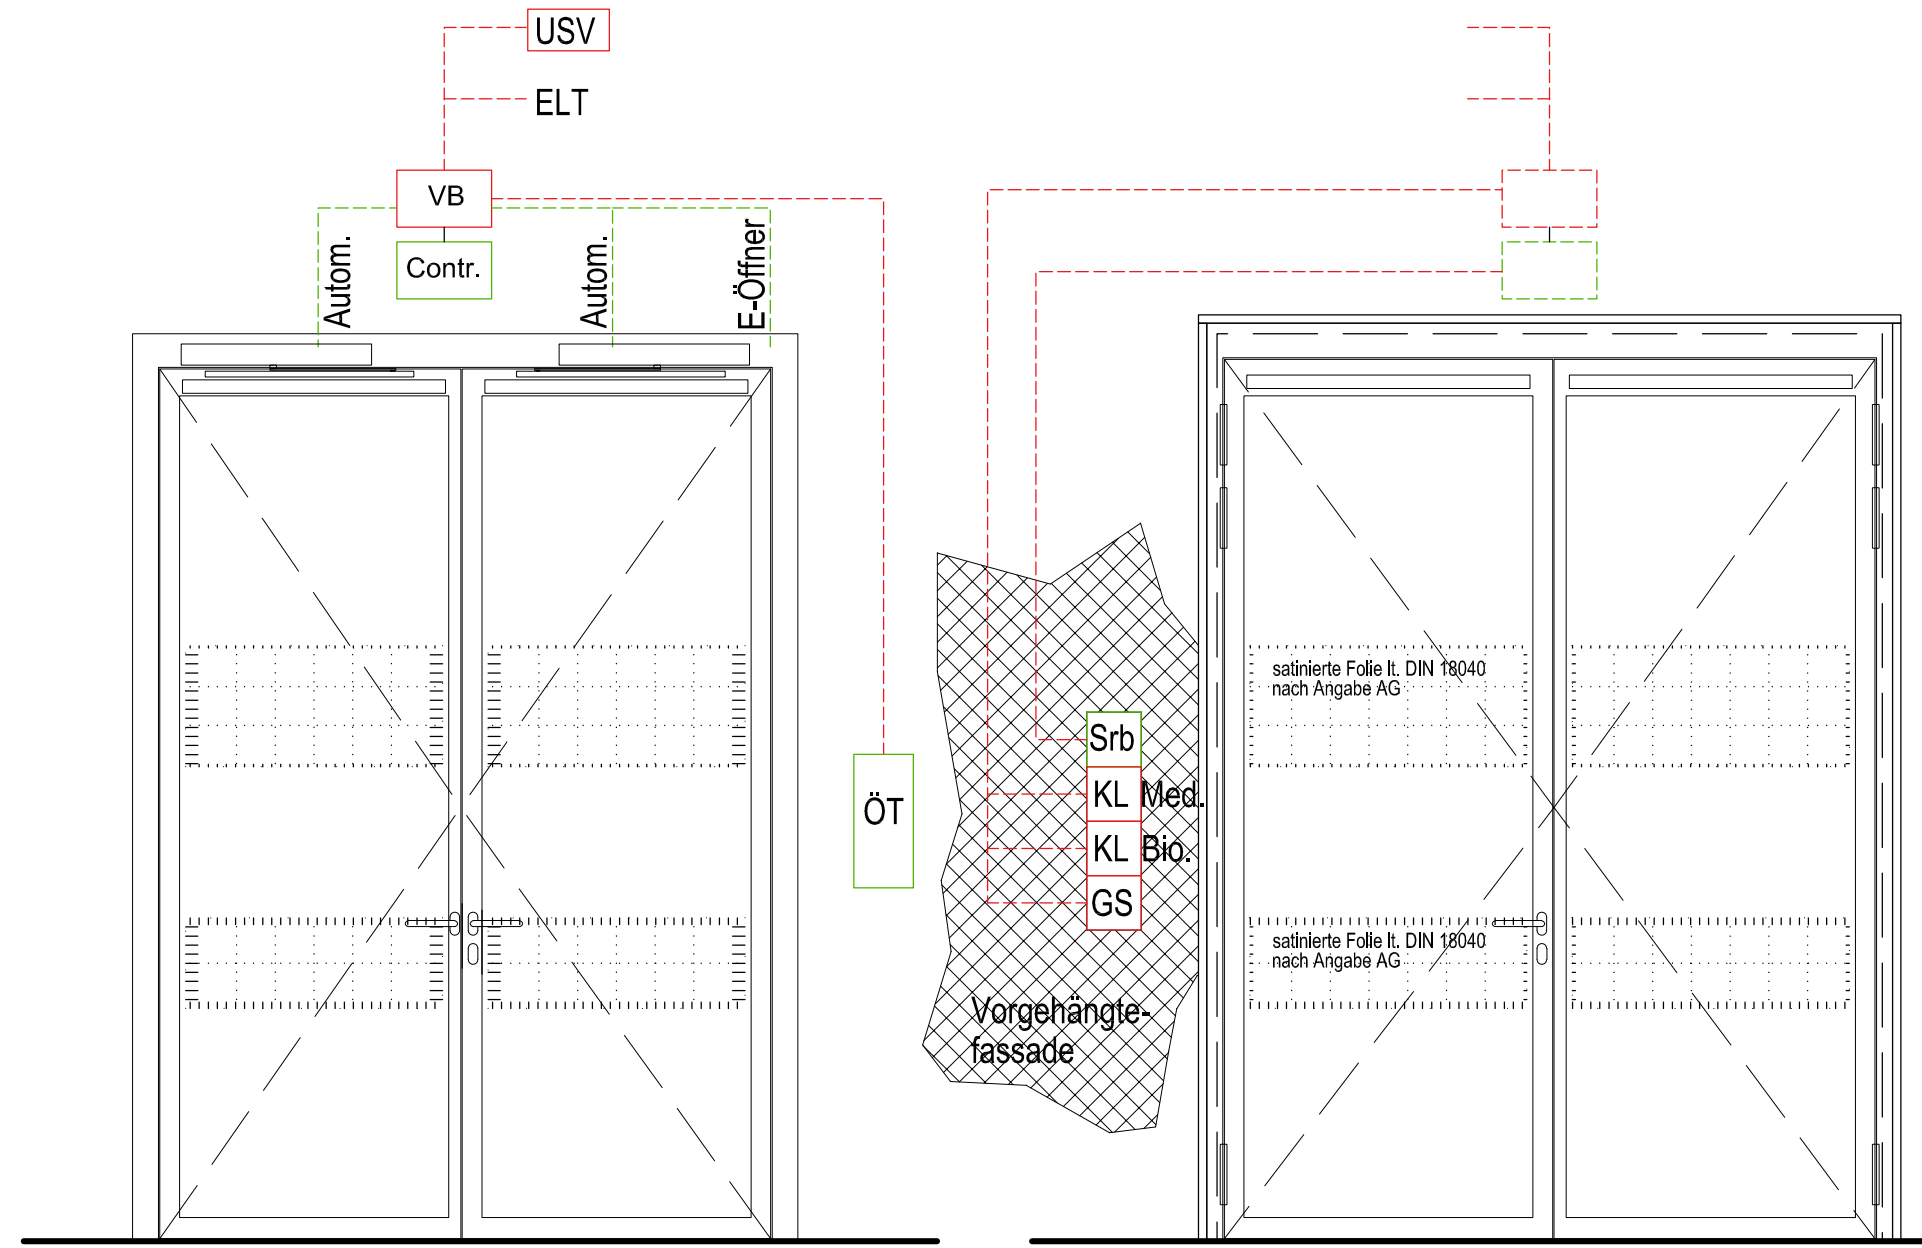 USV
ELT
VB
Contr.
Autom.
Autom.
E-Öffner
ÖT
Srb
KL Med.
KL Bio.
GS
Vorgehängte-
fassade
satinierte Folie lt. DIN 18040
nach Angabe AG
satinierte Folie lt. DIN 18040
nach Angabe AG